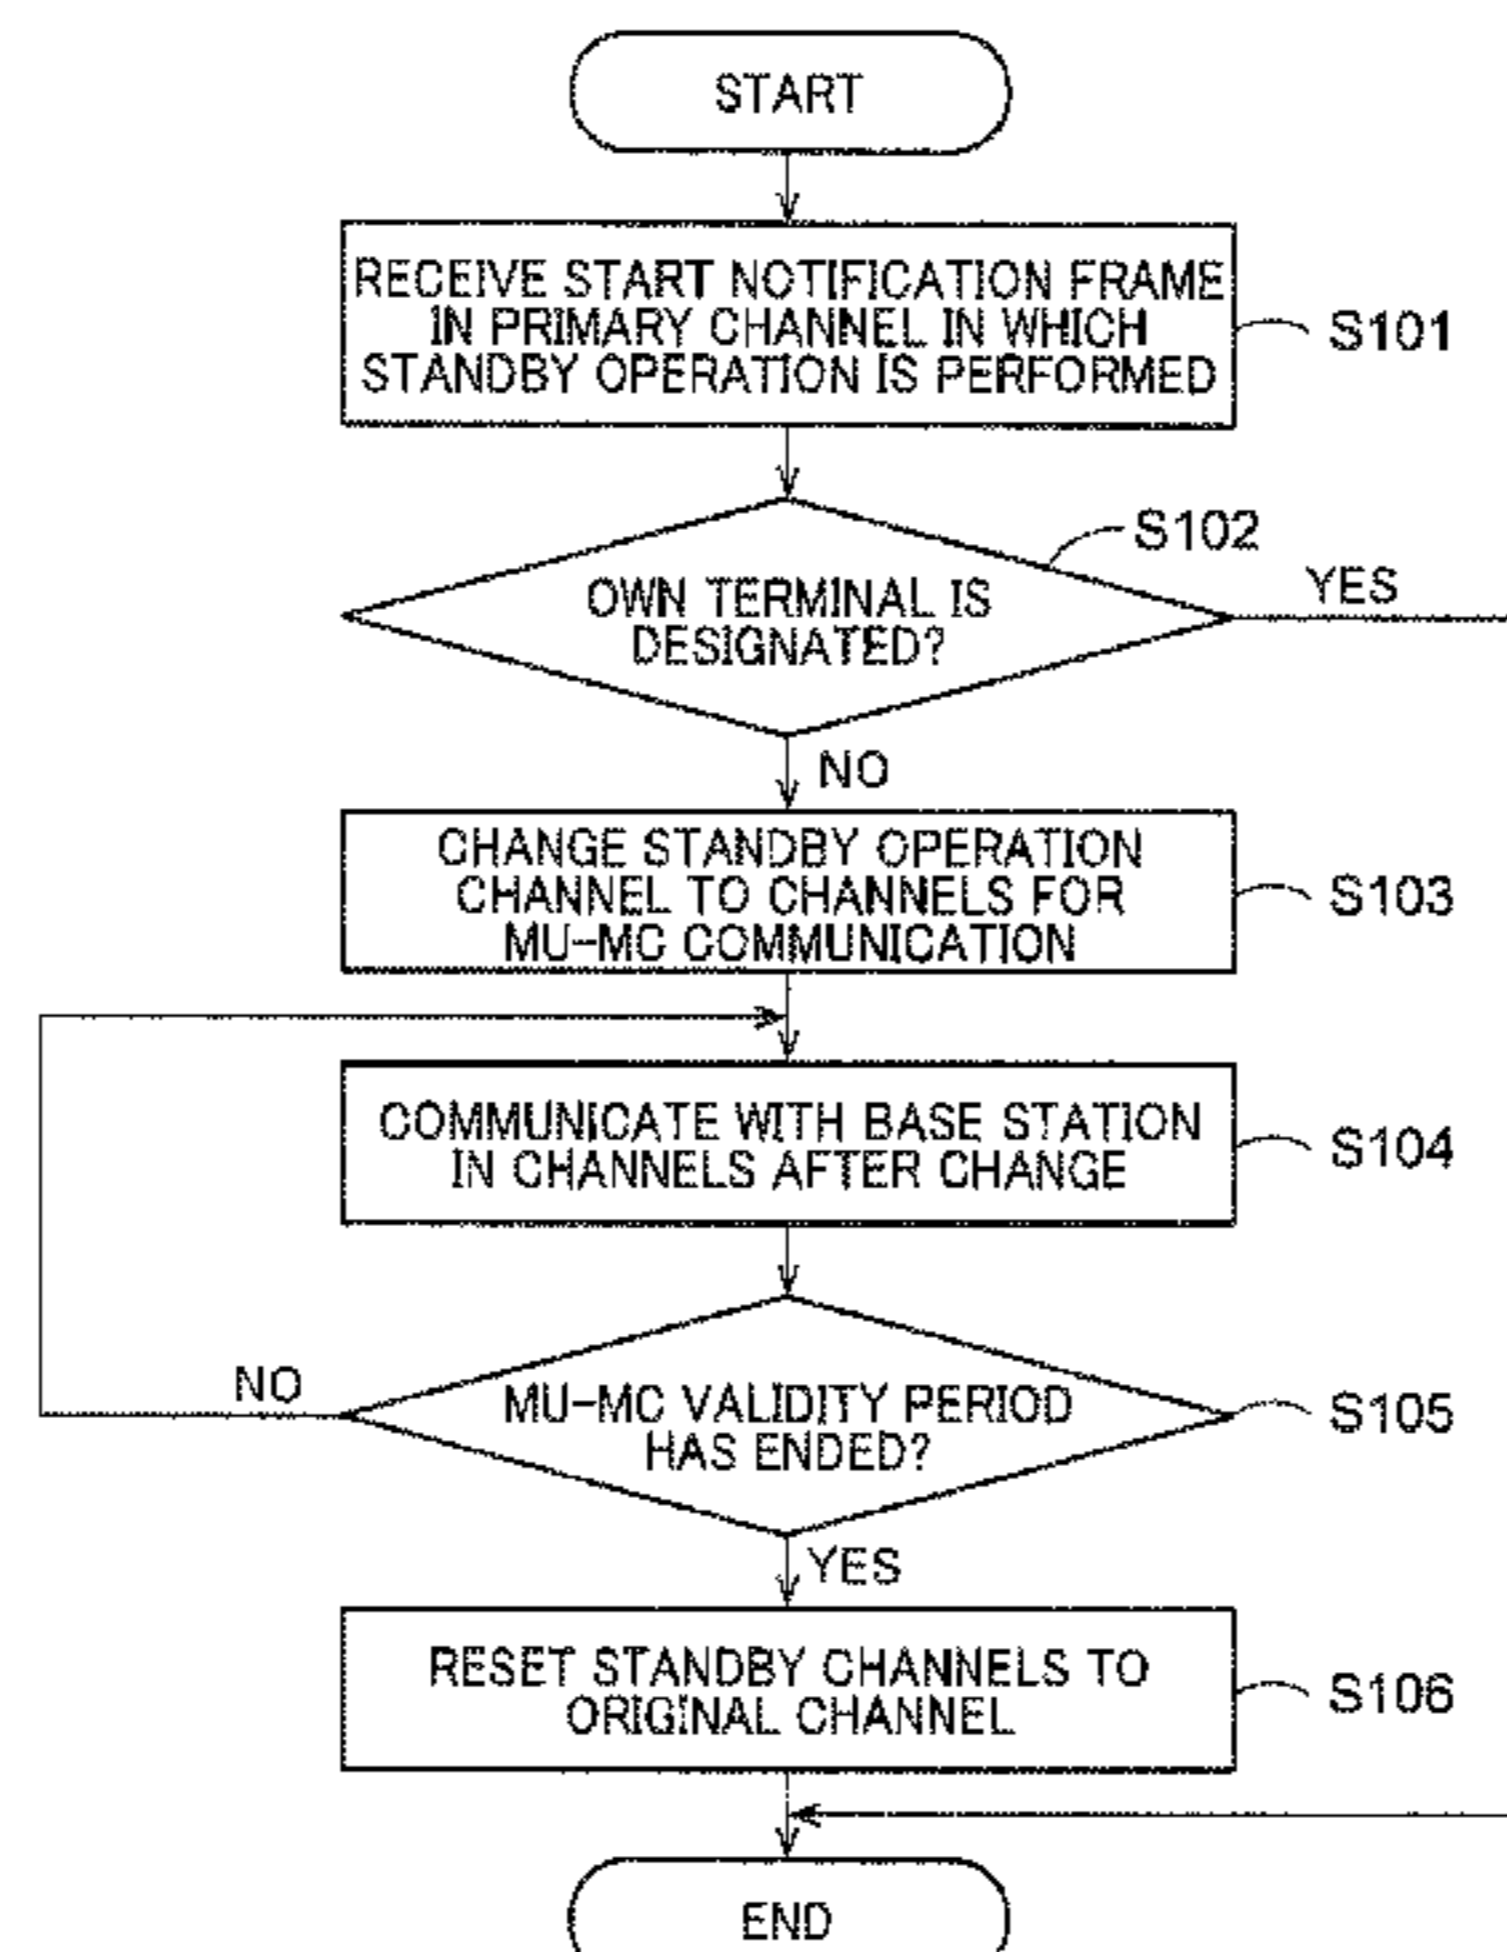 START
RECEIVE START NOTIFICATION FRAME
IN PRIMARY CHANNEL IN WHICH
STANDBY OPERATION IS PERFORMED
S101
S102
OWN TERMINAL IS
DESIGNATED?
YES
NO
CHANGE STANDBY OPERATION
CHANNEL TO CHANNELS FOR
MU-MC COMMUNICATION
S103
COMMUNICATE WITH BASE STATION
IN CHANNELS AFTER CHANGE
S104
NO
MU-MC VALIDITY PERIOD
HAS ENDED?
S105
YES
RESET STANDBY CHANNELS TO
ORIGINAL CHANNEL
S106
END